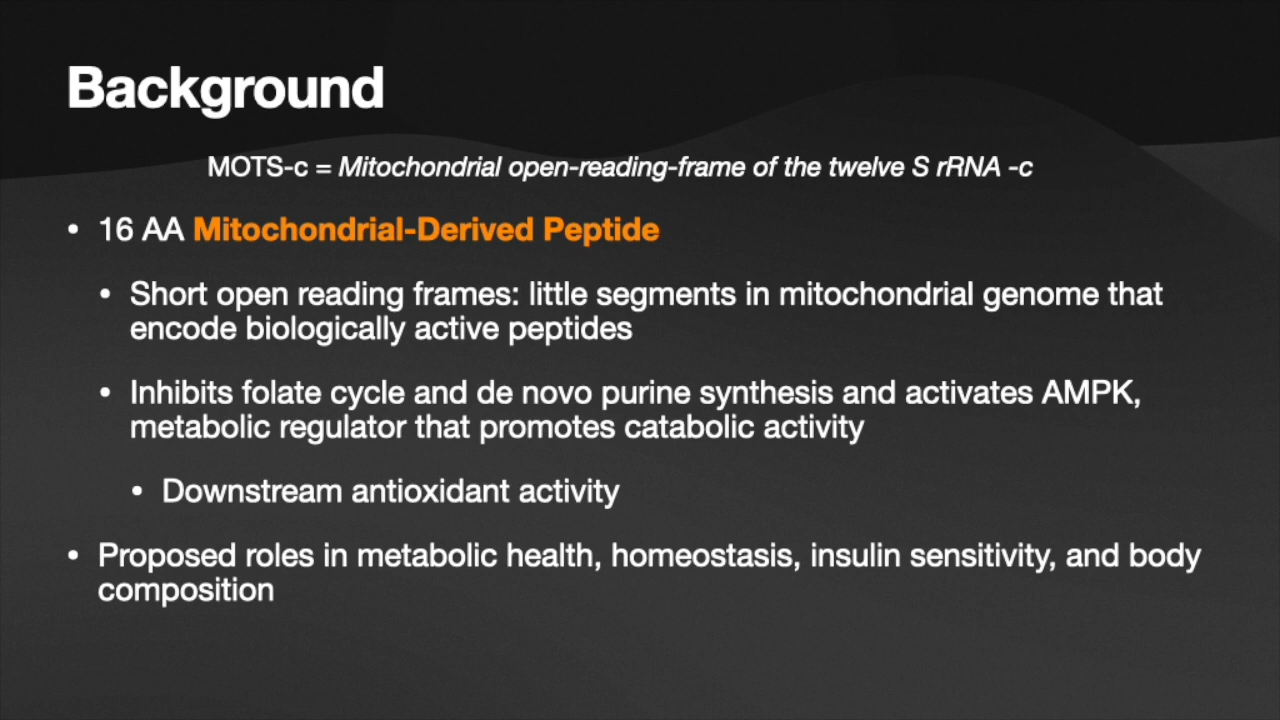 Background
MOTS-c = Mitochondrial open-reading-frame of the twelve S rRNA -c
• 16 AA Mitochondrial-Derived Peptide
• Short open reading frames: little segments in mitochondrial genome that
encode biologically active peptides
• Inhibits folate cycle and de novo purine synthesis and activates AMPK,
metabolic regulator that promotes catabolic activity
• Downstream antioxidant activity
• Proposed roles in metabolic health, homeostasis, insulin sensitivity, and body
composition